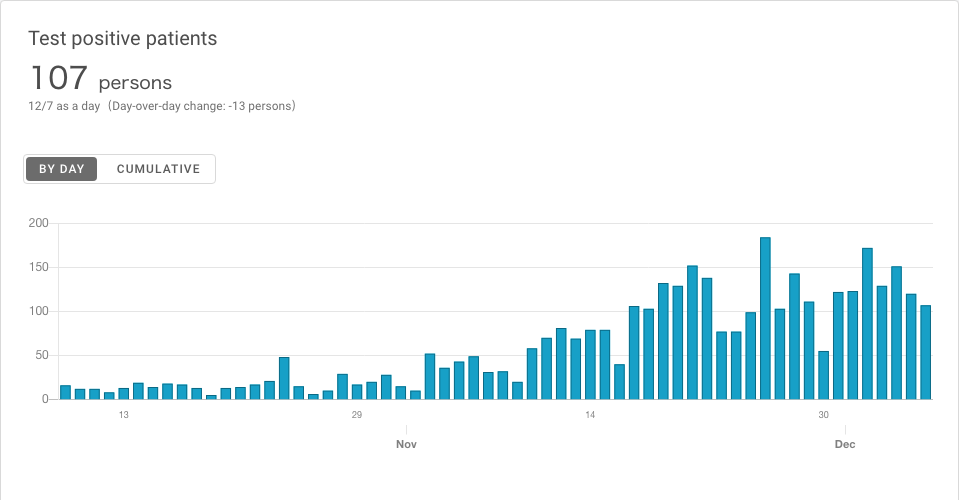 Test positive patients
107 persons
12/7 as a day（Day-over-day change: -13 persons）
BY DAY CUMULATIVE
200
150
100
50
0
13 29 14 30
Nov Dec